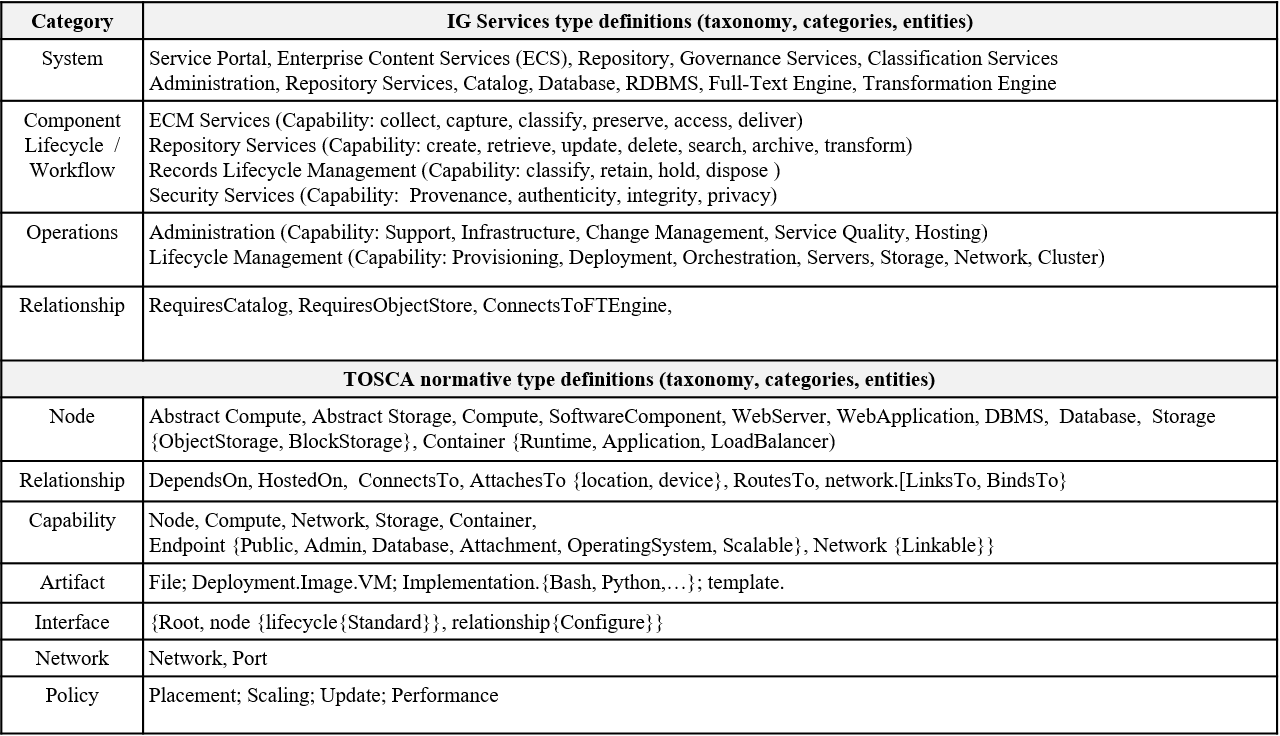 Category IG Services type definitions (taxonomy, categories, entities)
System Service Portal, Enterprise Content Services (ECS), Repository, Governance Services, Classification Services
Administration, Repository Services, Catalog, Database, RDBMS, Full-Text Engine, Transformation Engine
Component ECM Services (Capability: collect, capture, classify, preserve, access, deliver)
Lifecycle / Repository Services (Capability: create, retrieve, update, delete, search, archive, transform)
Workflow Records Lifecycle Management (Capability: classify, retain, hold, dispose )
Security Services (Capability: Provenance, authenticity, integrity, privacy)
Operations Administration (Capability: Support, Infrastructure, Change Management, Service Quality, Hosting)
Lifecycle Management (Capability: Provisioning, Deployment, Orchestration, Servers, Storage, Network, Cluster)
Relationship RequiresCatalog, RequiresObjectStore, ConnectsToFTEngine,
TOSCA normative type definitions (taxonomy, categories, entities)
Node Abstract Compute, Abstract Storage, Compute, SoftwareComponent, WebServer, WebApplication, DBMS, Database, Storage
{ObjectStorage, BlockStorage}, Container {Runtime, Application, LoadBalancer)
Relationship DependsOn, HostedOn, ConnectsTo, AttachesTo {location, device}, RoutesTo, network.[LinksTo, BindsTo}
Capability Node, Compute, Network, Storage, Container,
Endpoint {Public, Admin, Database, Attachment, OperatingSystem, Scalable}, Network {Linkable}}
Artifact File; Deployment.Image.VM; Implementation.{Bash, Python,…}; template.
Interface {Root, node {lifecycle{Standard}}, relationship{Configure}}
Network Network, Port
Policy Placement; Scaling; Update; Performance